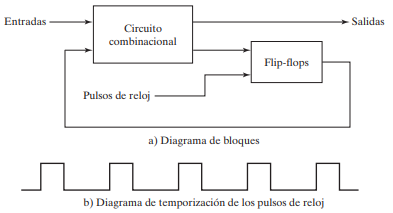 Entradas
Circuito
combinacional
Salidas
Flip-flops
Pulsos de reloj
a) Diagrama de bloques
b) Diagrama de temporización de los pulsos de reloj